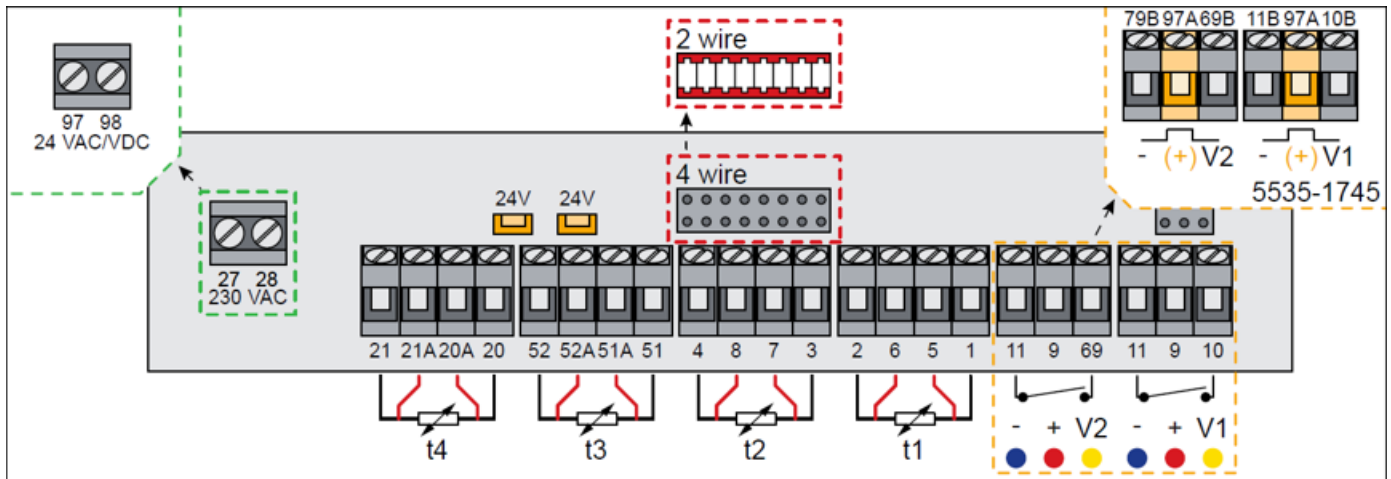 79B 97A 69B 11B 97A 10B
2 wire
97 98
24 VAC/VDC
- (+) V2 - (+) V1
5535-1745
4 wire
24V 24V
27 28
230 VAC
21 21A 20A 20 52 52A 51A 51 4 8 7 3 2 6 5 1 11 9 69 11 9 10
- + V2 - + V1
t4 t3 t2 t1